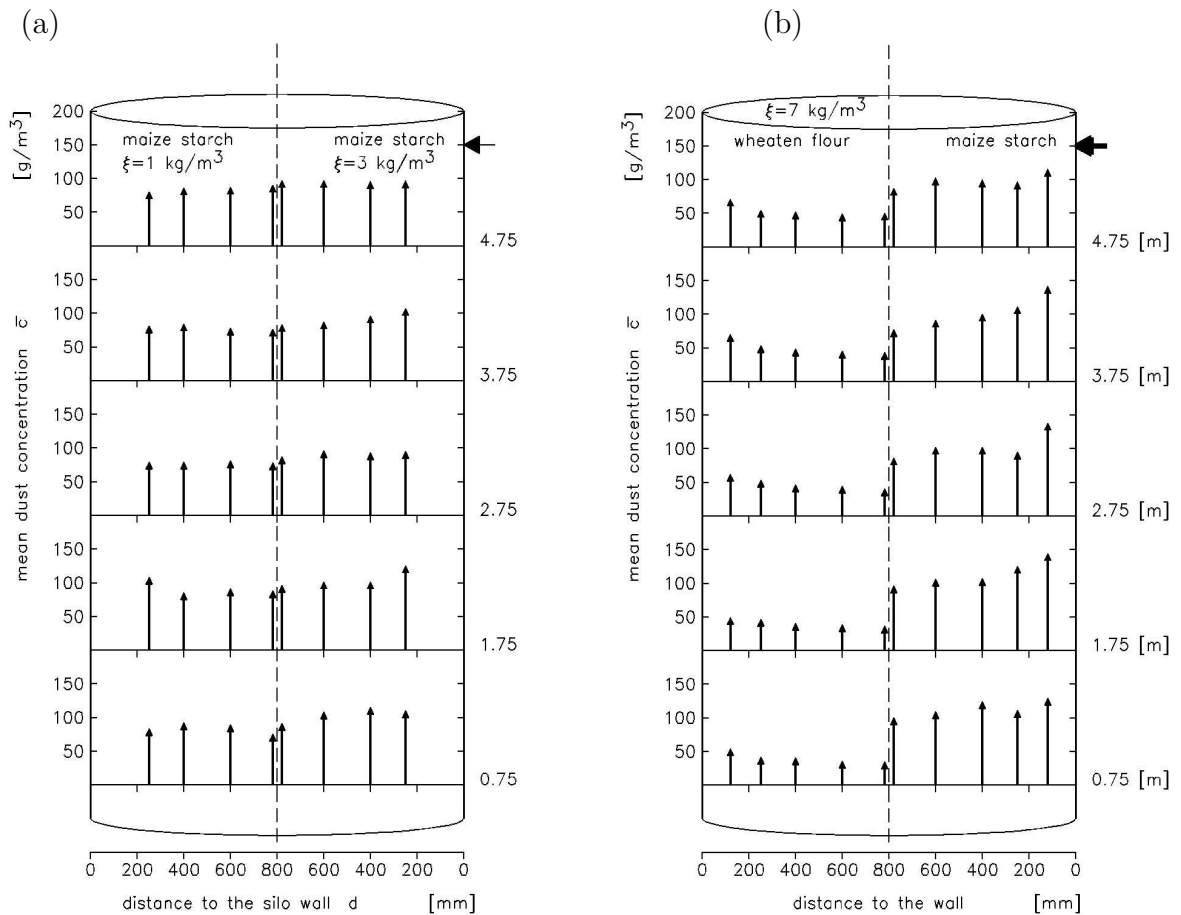 (a)
(b)
200
150
100
50
[g/m³]
maize starch
ξ=1 kg/m³
maize starch
ξ=3 kg/m³
4.75
150
100
50
3.75
150
100
50
2.75
150
100
50
1.75
150
100
50
0.75
mean dust concentration c̅
0 200 400 600 800 600 400 200 0
distance to the silo wall d [mm]
200
150
100
50
[g/m³]
ξ=7 kg/m³
wheaten flour
maize starch
4.75 [m]
150
100
50
3.75 [m]
150
100
50
2.75 [m]
150
100
50
1.75 [m]
150
100
50
0.75 [m]
mean dust concentration c̅
0 200 400 600 800 600 400 200 0
distance to the wall [mm]